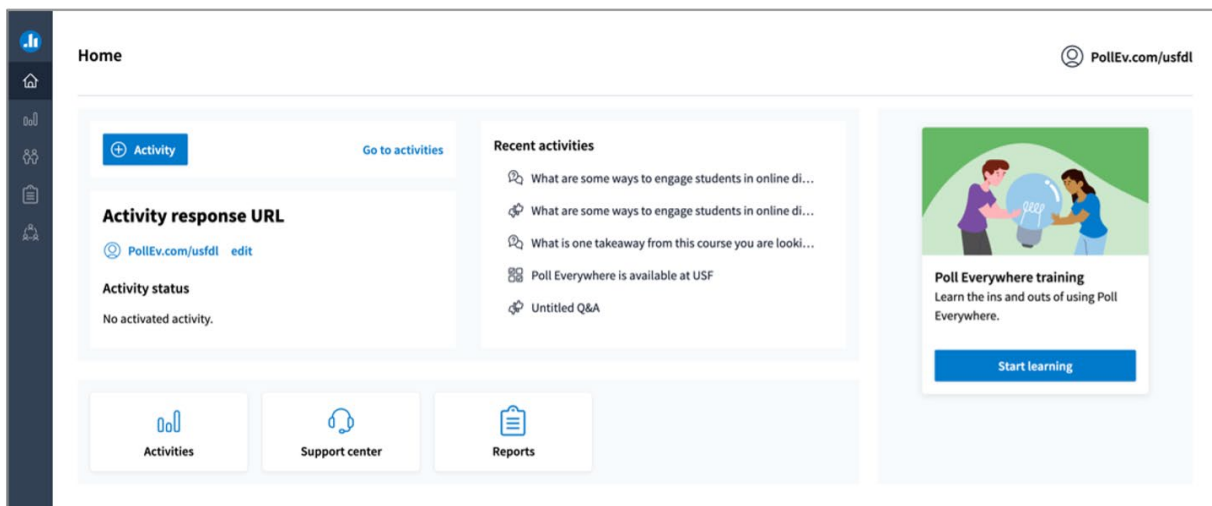 Home
PollEv.com/usfdl
Activity
Go to activities
Activity response URL
PollEv.com/usfdl edit
Activity status
No activated activity.
Recent activities
What are some ways to engage students in online di...
What are some ways to engage students in online di...
What is one takeaway from this course you are looki...
Poll Everywhere is available at USF
Untitled Q&A
Poll Everywhere training
Learn the ins and outs of using Poll
Everywhere.
Start learning
Activities
Support center
Reports